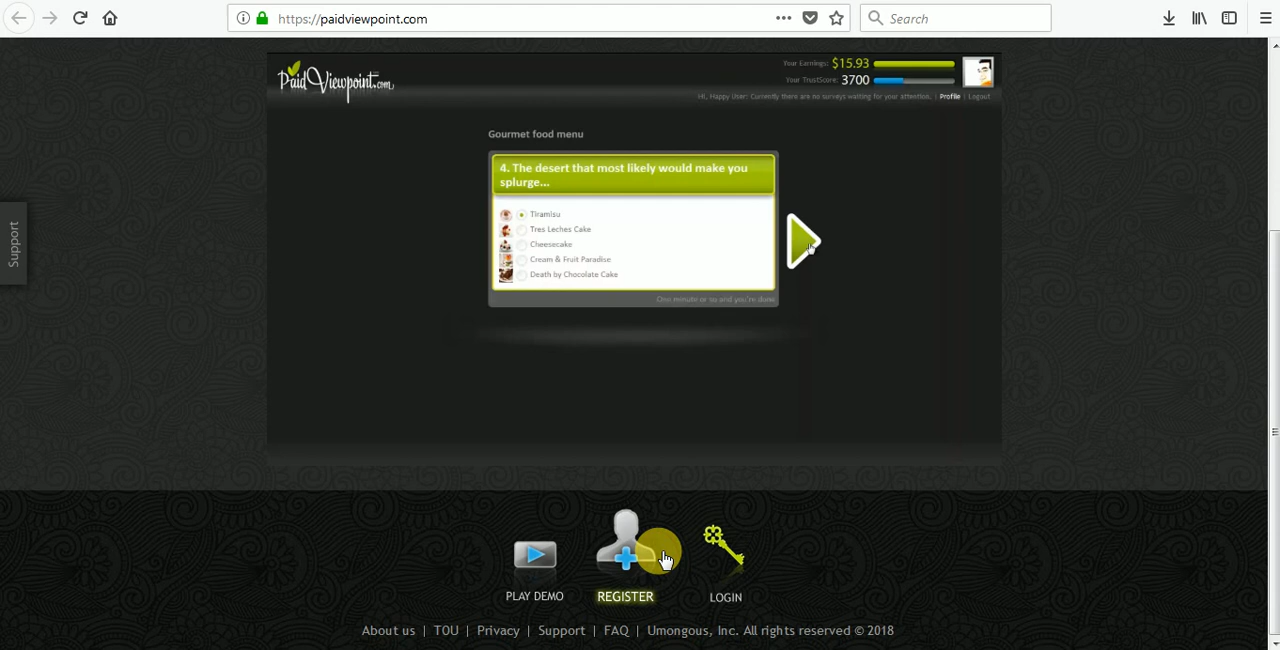 https://paidviewpoint.com
Search
PaidViewpoint.com
Your Earnings: $15.93
Your TrustScore: 3700
Hi, Happy User: Currently there are no surveys waiting for your attention. | Profile | Logout
Gourmet food menu
4. The desert that most likely would make you
splurge...
Tiramisu
Tres Leches Cake
Cheesecake
Cream & Fruit Paradise
Death by Chocolate Cake
One minute or so and you're done
Support
PLAY DEMO
REGISTER
LOGIN
About us | TOU | Privacy | Support | FAQ | Umongous, Inc. All rights reserved © 2018